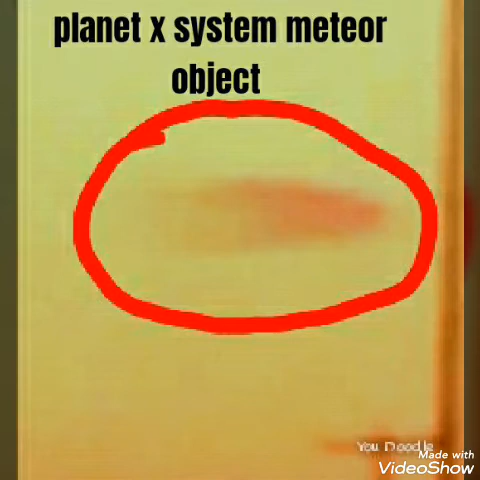 planet x system meteor
object
You Doodle
Made with
VideoShow